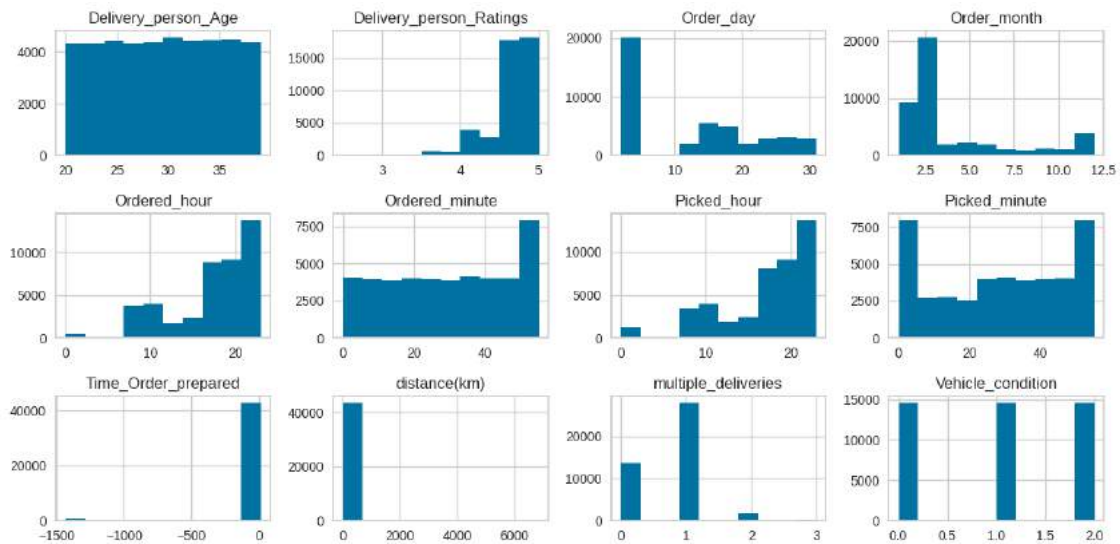 Delivery_person_Age Delivery_person_Ratings Order_day Order_month
4000 2000 0
20 25 30 35
15000 10000 5000 0
3 4 5
20000 10000 0
10 20 30
20000 15000 10000 5000 0
2.5 5.0 7.5 10.0 12.5
Ordered_hour Ordered_minute Picked_hour Picked_minute
10000 5000 0
0 10 20
7500 5000 2500 0
0 20 40
10000 5000 0
0 10 20
7500 5000 2500 0
0 20 40
Time_Order_prepared distance(km) multiple_deliveries Vehicle_condition
40000 20000 0
−1500 −1000 −500 0
40000 20000 0
0 2000 4000 6000
20000 10000 0
0 1 2 3
15000 10000 5000 0
0.0 0.5 1.0 1.5 2.0